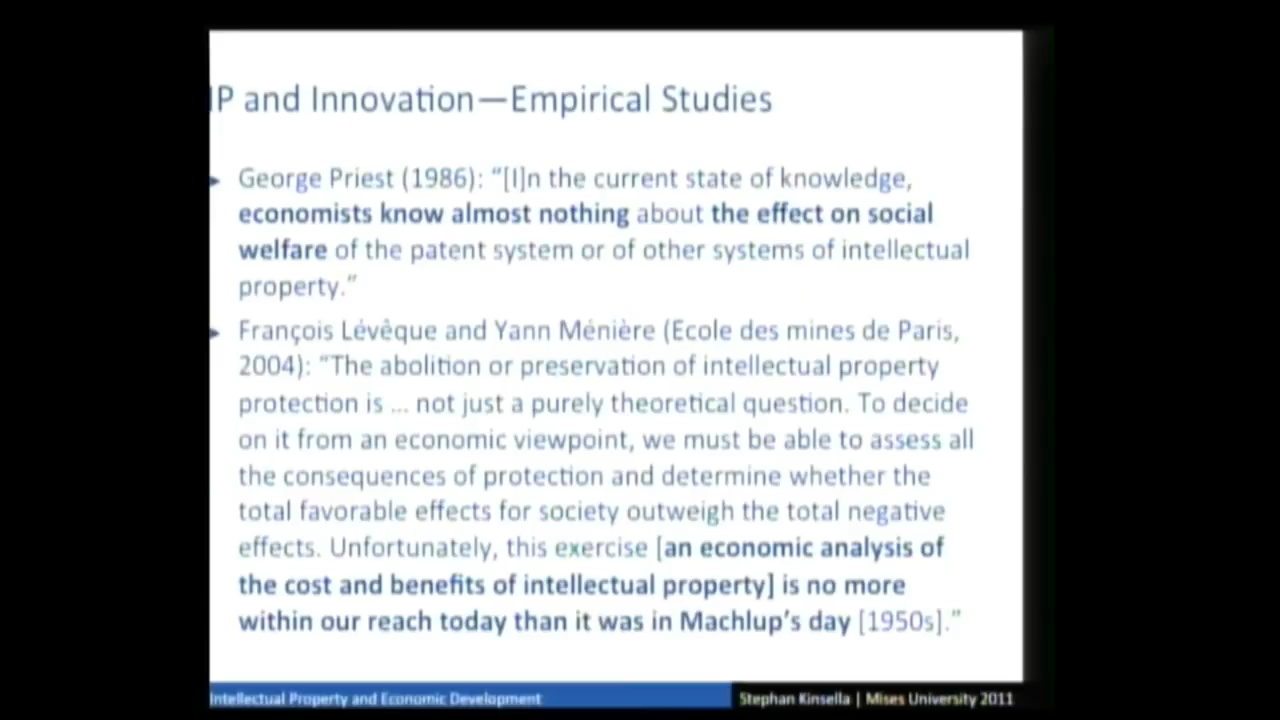 IP and Innovation—Empirical Studies
George Priest (1986): “[I]n the current state of knowledge,
economists know almost nothing about the effect on social
welfare of the patent system or of other systems of intellectual
property.”
François Lévêque and Yann Ménière (Ecole des mines de Paris,
2004): “The abolition or preservation of intellectual property
protection is ... not just a purely theoretical question. To decide
on it from an economic viewpoint, we must be able to assess all
the consequences of protection and determine whether the
total favorable effects for society outweigh the total negative
effects. Unfortunately, this exercise [an economic analysis of
the cost and benefits of intellectual property] is no more
within our reach today than it was in Machlup’s day [1950s].”
Intellectual Property and Economic Development
Stephan Kinsella | Mises University 2011